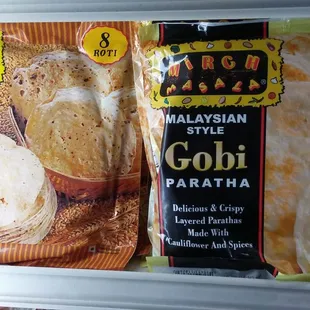 8
ROTI
MIRCH
MASALA
MALAYSIAN
STYLE
Gobi
PARATHA
Delicious & Crispy
Layered Parathas
Made With
Cauliflower And Spices